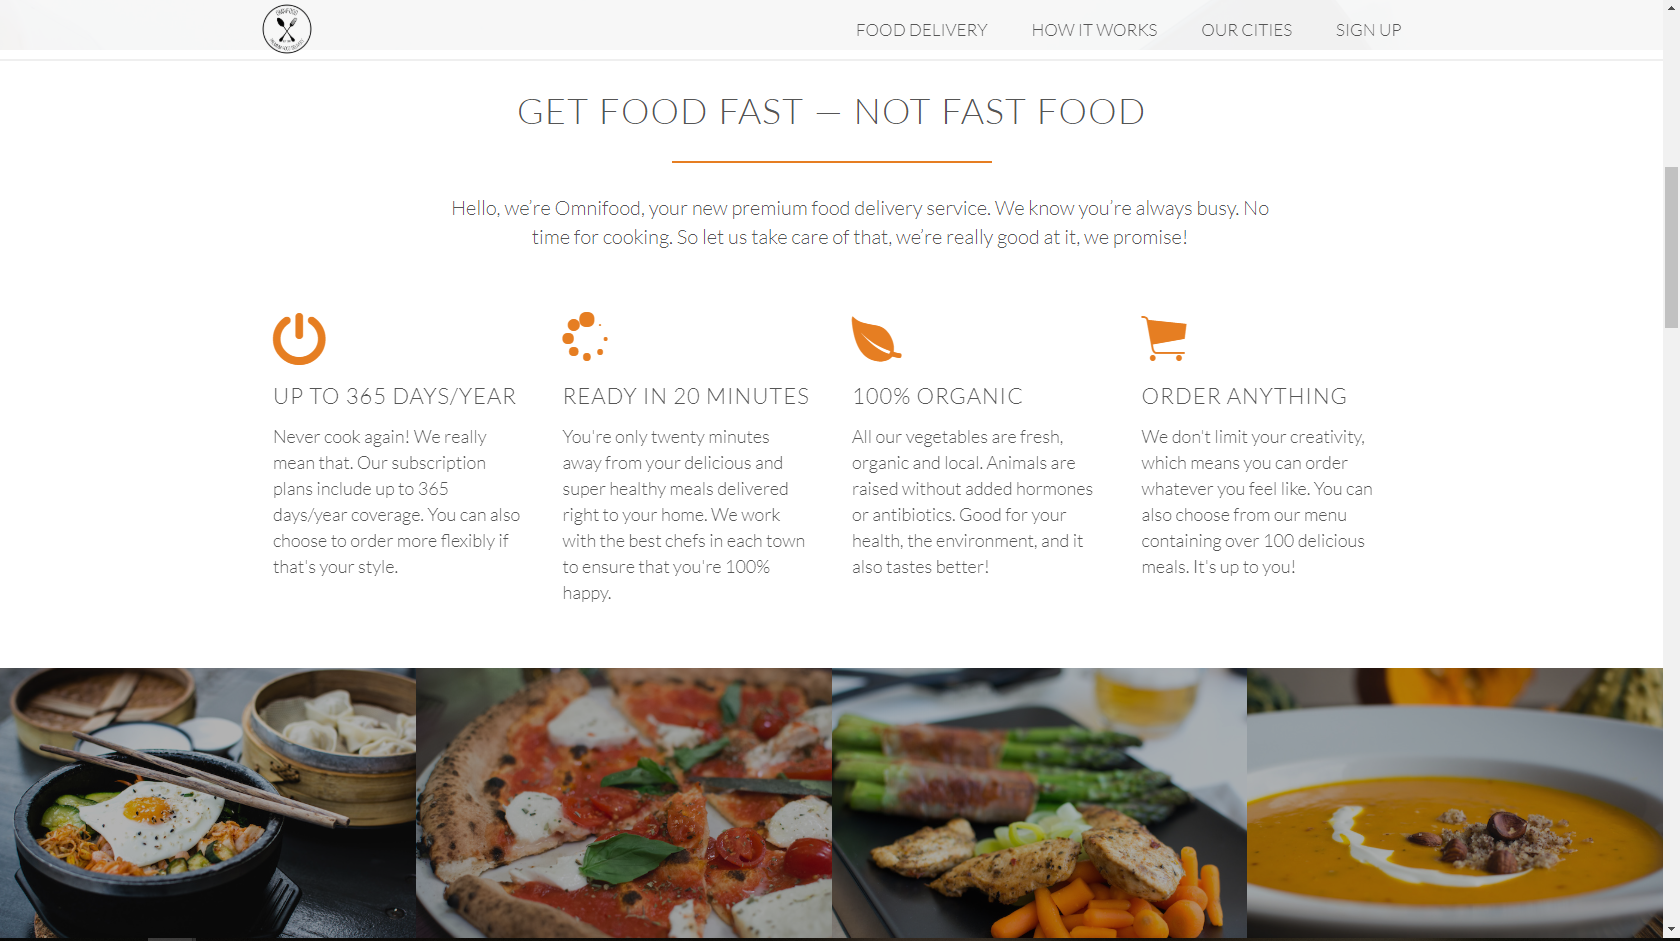 OMNIFOOD
PREMIUM FOOD DELIVERY
FOOD DELIVERY
HOW IT WORKS
OUR CITIES
SIGN UP
GET FOOD FAST — NOT FAST FOOD
Hello, we’re Omnifood, your new premium food delivery service. We know you’re always busy. No
time for cooking. So let us take care of that, we’re really good at it, we promise!
UP TO 365 DAYS/YEAR
Never cook again! We really
mean that. Our subscription
plans include up to 365
days/year coverage. You can also
choose to order more flexibly if
that's your style.
READY IN 20 MINUTES
You're only twenty minutes
away from your delicious and
super healthy meals delivered
right to your home. We work
with the best chefs in each town
to ensure that you're 100%
happy.
100% ORGANIC
All our vegetables are fresh,
organic and local. Animals are
raised without added hormones
or antibiotics. Good for your
health, the environment, and it
also tastes better!
ORDER ANYTHING
We don't limit your creativity,
which means you can order
whatever you feel like. You can
also choose from our menu
containing over 100 delicious
meals. It's up to you!